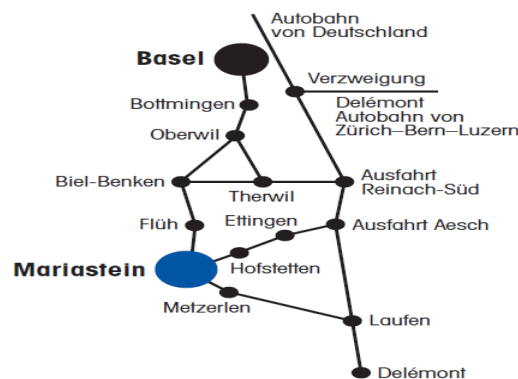 Autobahn
von Deutschland
Basel
Verzweigung
Bottmingen
Delémont
Autobahn von
Zürich–Bern–Luzern
Oberwil
Biel-Benken
Therwil
Ausfahrt
Reinach-Süd
Flüh
Ettingen
Ausfahrt Aesch
Mariastein
Hofstetten
Metzerlen
Laufen
Delémont